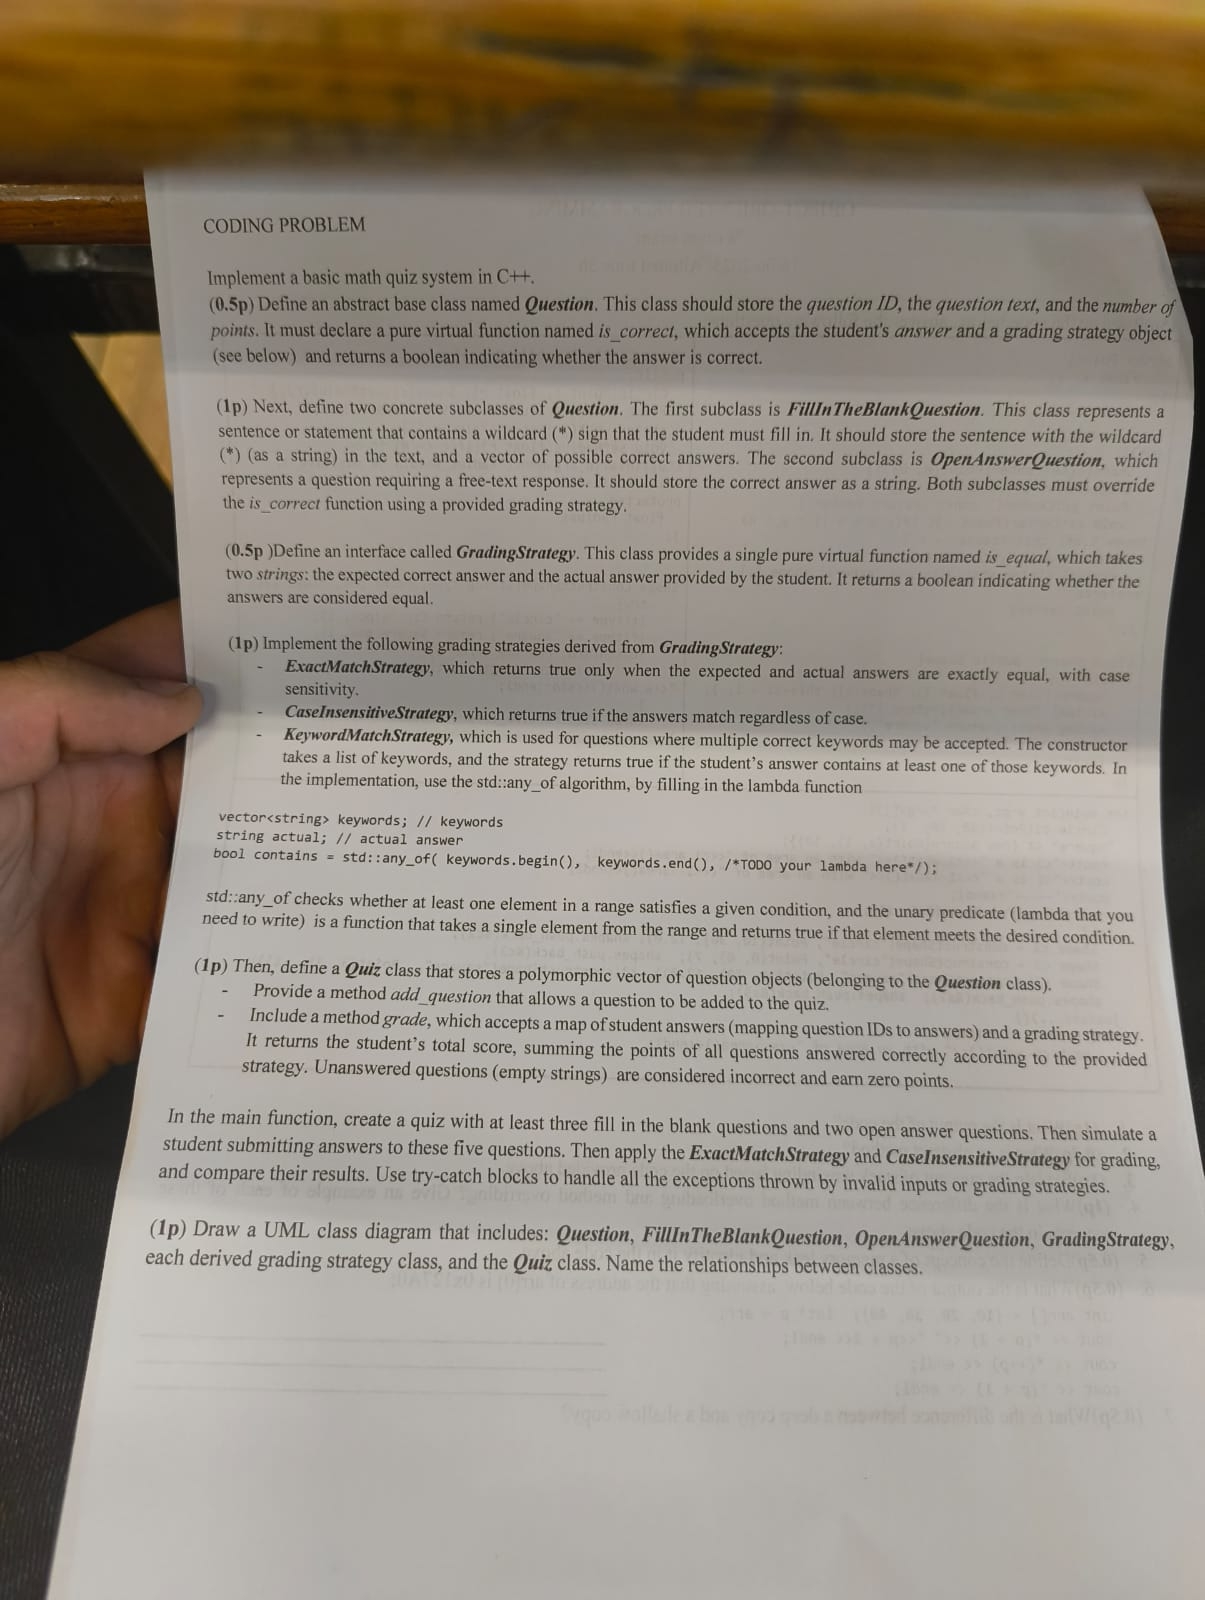 CODING PROBLEM
Implement a basic math quiz system in C++.
(0.5p) Define an abstract base class named Question. This class should store the question ID, the question text, and the number of
points. It must declare a pure virtual function named is_correct, which accepts the student's answer and a grading strategy object
(see below) and returns a boolean indicating whether the answer is correct.
(1p) Next, define two concrete subclasses of Question. The first subclass is FillInTheBlankQuestion. This class represents a
sentence or statement that contains a wildcard (*) sign that the student must fill in. It should store the sentence with the wildcard
(*) (as a string) in the text, and a vector of possible correct answers. The second subclass is OpenAnswerQuestion, which
represents a question requiring a free-text response. It should store the correct answer as a string. Both subclasses must override
the is_correct function using a provided grading strategy.
(0.5p )Define an interface called GradingStrategy. This class provides a single pure virtual function named is_equal, which takes
two strings: the expected correct answer and the actual answer provided by the student. It returns a boolean indicating whether the
answers are considered equal.
(1p) Implement the following grading strategies derived from GradingStrategy:
- ExactMatchStrategy, which returns true only when the expected and actual answers are exactly equal, with case
sensitivity.
- CaseInsensitiveStrategy, which returns true if the answers match regardless of case.
- KeywordMatchStrategy, which is used for questions where multiple correct keywords may be accepted. The constructor
takes a list of keywords, and the strategy returns true if the student's answer contains at least one of those keywords. In
the implementation, use the std::any_of algorithm, by filling in the lambda function
vector<string> keywords; // keywords
string actual; // actual answer
bool contains = std::any_of( keywords.begin(), keywords.end(), /*TODO your lambda here*/);
std::any_of checks whether at least one element in a range satisfies a given condition, and the unary predicate (lambda that you
need to write) is a function that takes a single element from the range and returns true if that element meets the desired condition.
(1p) Then, define a Quiz class that stores a polymorphic vector of question objects (belonging to the Question class).
- Provide a method add_question that allows a question to be added to the quiz.
- Include a method grade, which accepts a map of student answers (mapping question IDs to answers) and a grading strategy.
It returns the student's total score, summing the points of all questions answered correctly according to the provided
strategy. Unanswered questions (empty strings) are considered incorrect and earn zero points.
In the main function, create a quiz with at least three fill in the blank questions and two open answer questions. Then simulate a
student submitting answers to these five questions. Then apply the ExactMatchStrategy and CaseInsensitiveStrategy for grading,
and compare their results. Use try-catch blocks to handle all the exceptions thrown by invalid inputs or grading strategies.
(1p) Draw a UML class diagram that includes: Question, FillInTheBlankQuestion, OpenAnswerQuestion, GradingStrategy,
each derived grading strategy class, and the Quiz class. Name the relationships between classes.